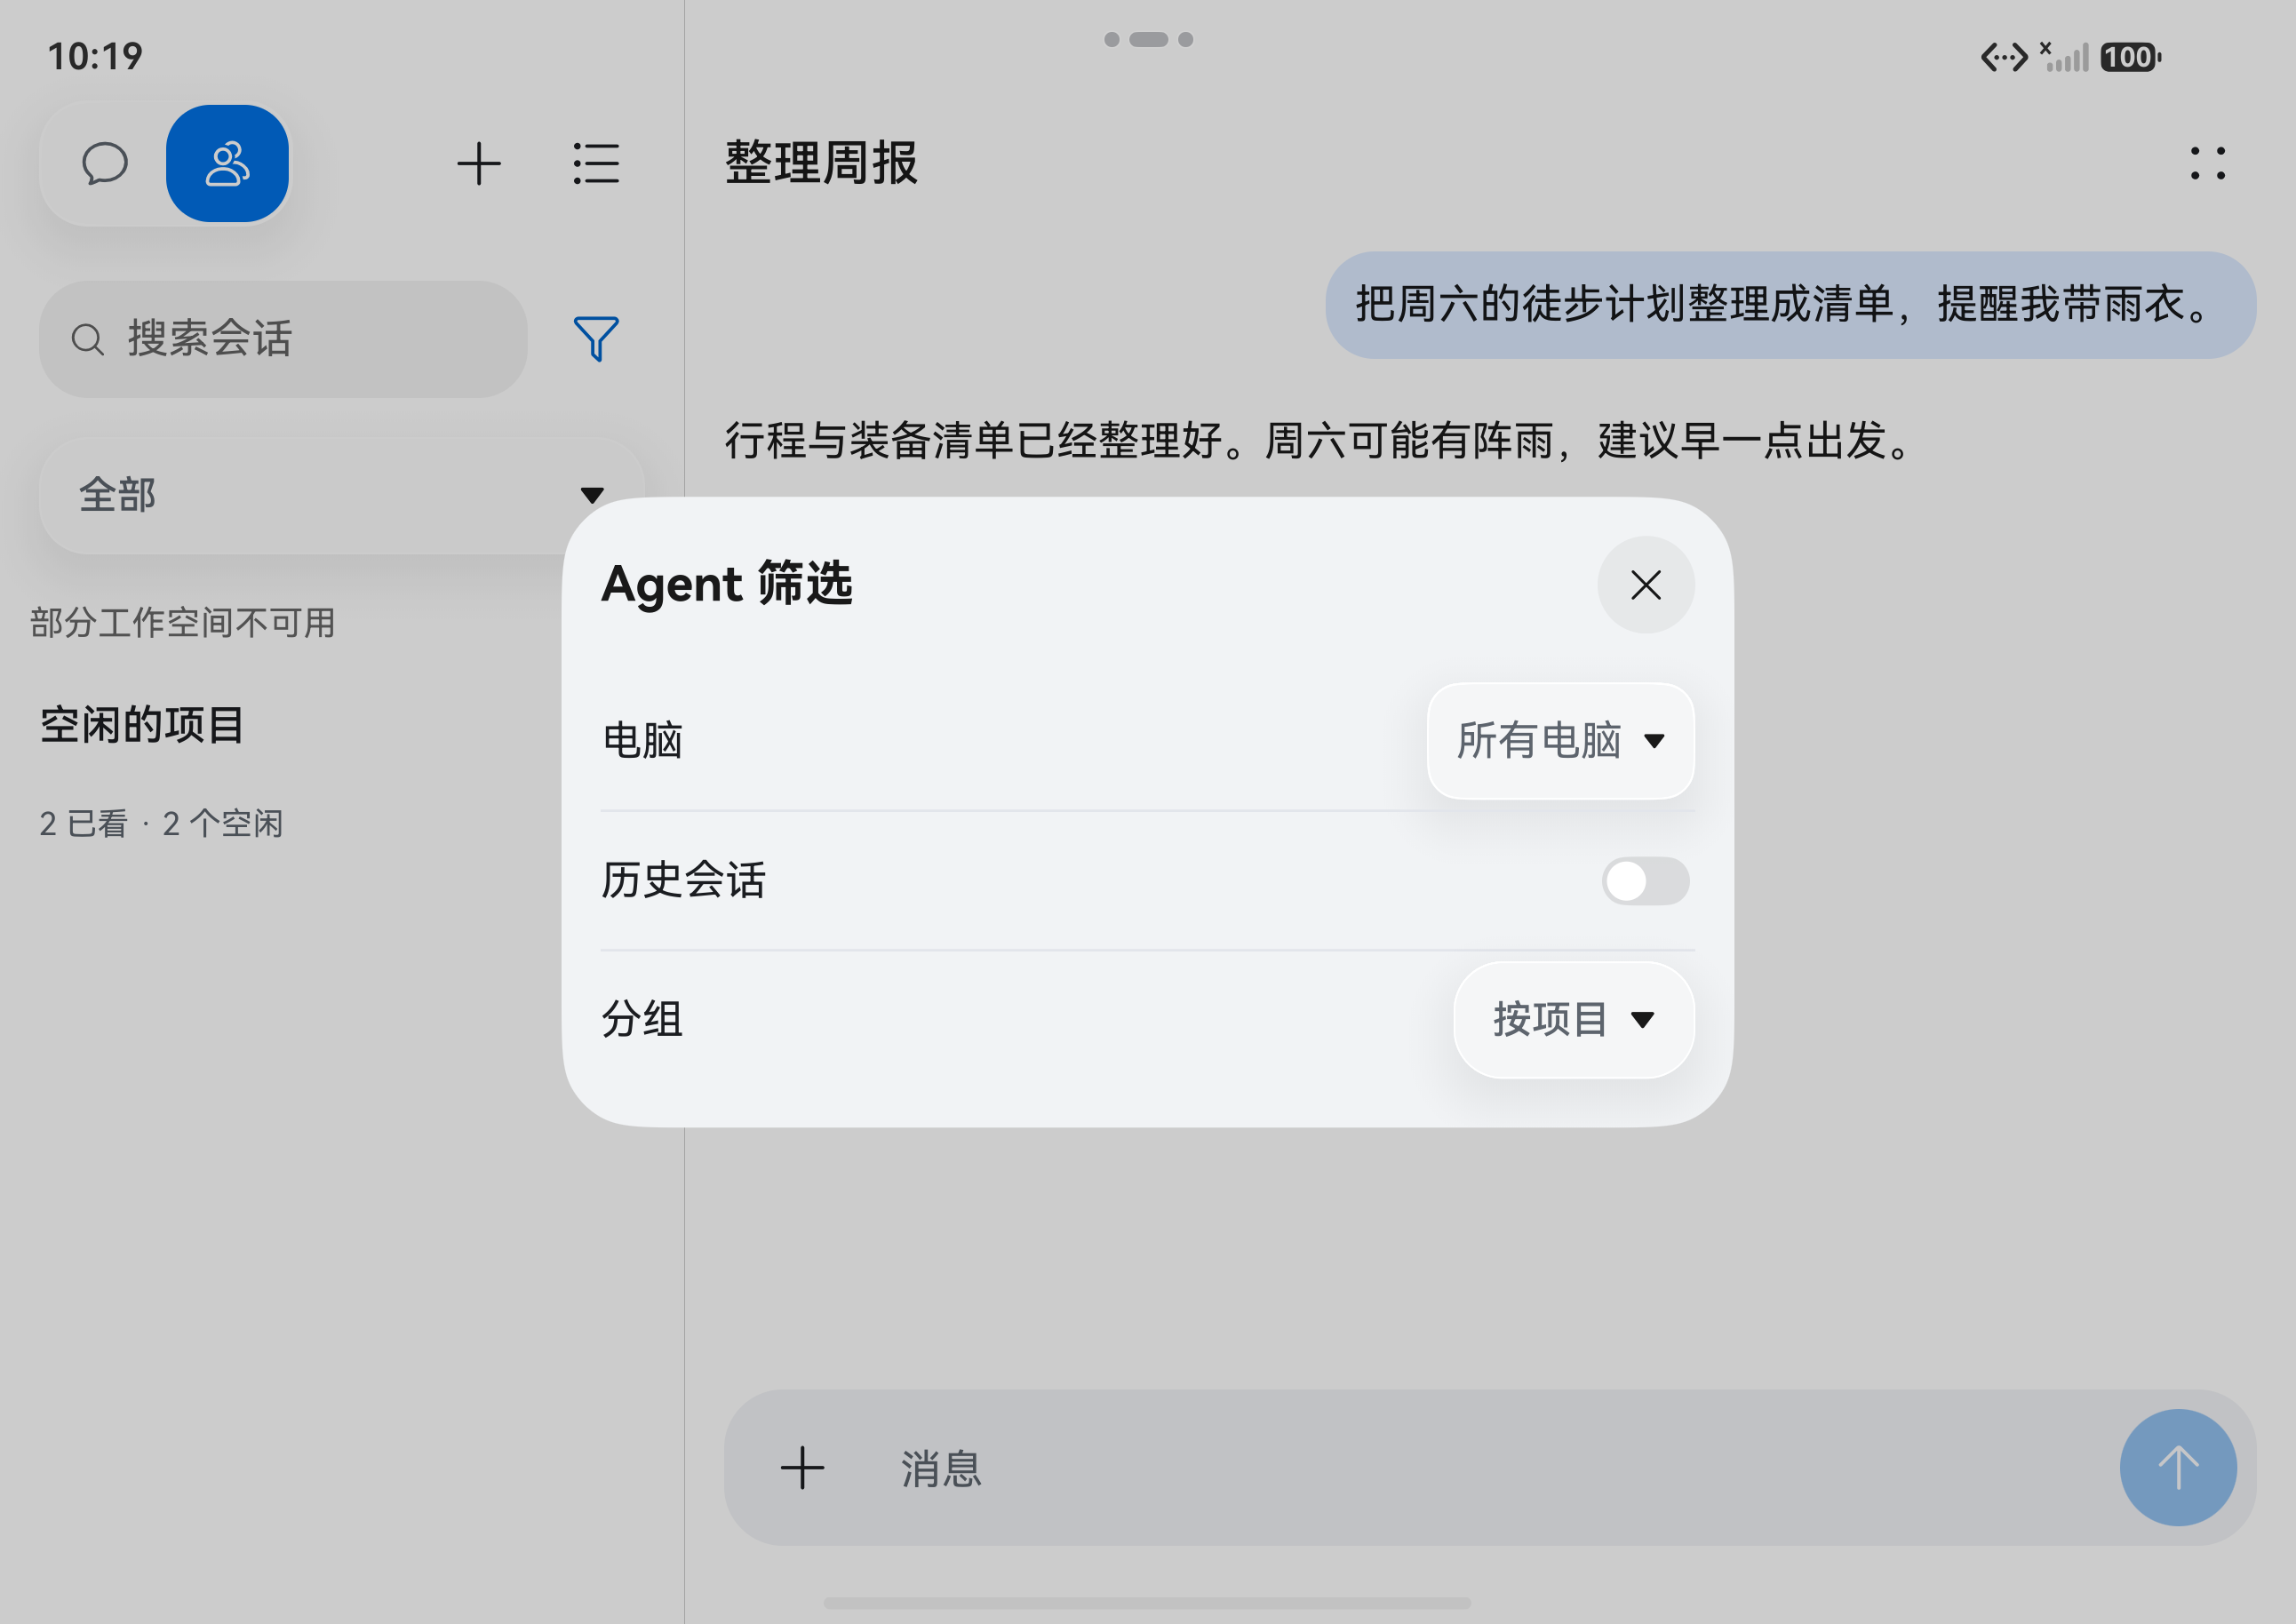 10:19
100
整理周报
搜索会话
把周六的徒步计划整理成清单，提醒我带雨衣。
行程与装备清单已经整理好。周六可能有阵雨，建议早一点出发。
全部
部分工作空间不可用
空闲的项目
2 已看 · 2 个空闲
Agent 筛选
电脑
所有电脑
历史会话
分组
按项目
消息